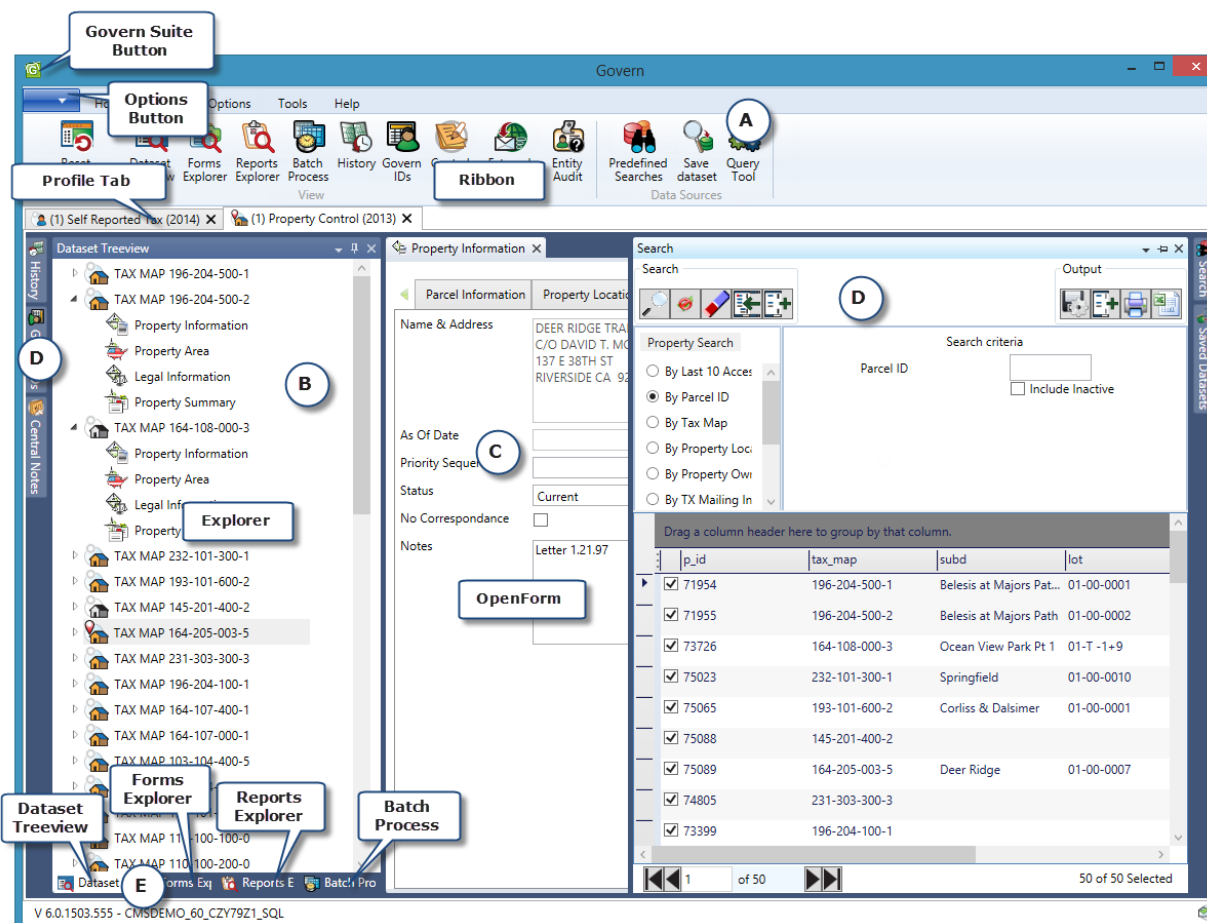 Govern Suite
Button
Govern
Options
Button
Options
Tools
Help
A
Forms
Explorer
Reports
Explorer
Batch
Process
History
Govern
IDs
Entity
Audit
Predefined
Searches
Save
dataset
Query
Tool
Profile Tab
Ribbon
View
Data Sources
(1) Self Reported Tax (2014)
(1) Property Control (2013)
History
D
Central Notes
Dataset Treeview
TAX MAP 196-204-500-1
TAX MAP 196-204-500-2
Property Information
Property Area
Legal Information
Property Summary
B
TAX MAP 164-108-000-3
Property Information
Property Area
Legal
Property
Explorer
TAX MAP 232-101-300-1
TAX MAP 193-101-600-2
TAX MAP 145-201-400-2
TAX MAP 164-205-003-5
TAX MAP 231-303-300-3
TAX MAP 196-204-100-1
TAX MAP 164-107-400-1
TAX MAP 164-107-000-1
TAX MAP 103-104-400-5
TAX MAP 110-100-200-0
Forms
Explorer
Reports
Explorer
Dataset
Treeview
Batch
Process
Dataset
E
Forms Exp
Reports E
Batch Pro
Property Information
Parcel Information
Property Locatio
Name & Address
DEER RIDGE TRA
C/O DAVID T. MC
137 E 38TH ST
RIVERSIDE CA 92
As Of Date
C
Priority Seque
Status
Current
No Correspondance
Notes
Letter 1.21.97
OpenForm
Search
Search
D
Output
Property Search
By Last 10 Acces
By Parcel ID
By Tax Map
By Property Loca
By Property Own
By TX Mailing In
Search criteria
Parcel ID
Include Inactive
Drag a column header here to group by that column.
p_id tax_map subd lot
71954 196-204-500-1 Belesis at Majors Pat... 01-00-0001
71955 196-204-500-2 Belesis at Majors Path 01-00-0002
73726 164-108-000-3 Ocean View Park Pt 1 01-T -1+9
75023 232-101-300-1 Springfield 01-00-0010
75065 193-101-600-2 Corliss & Dalsimer 01-00-0001
75088 145-201-400-2
75089 164-205-003-5 Deer Ridge 01-00-0007
74805 231-303-300-3
73399 196-204-100-1
1 of 50
50 of 50 Selected
Search
Saved Datasets
V 6.0.1503.555 - CMSDEMO_60_CZY79Z1_SQL